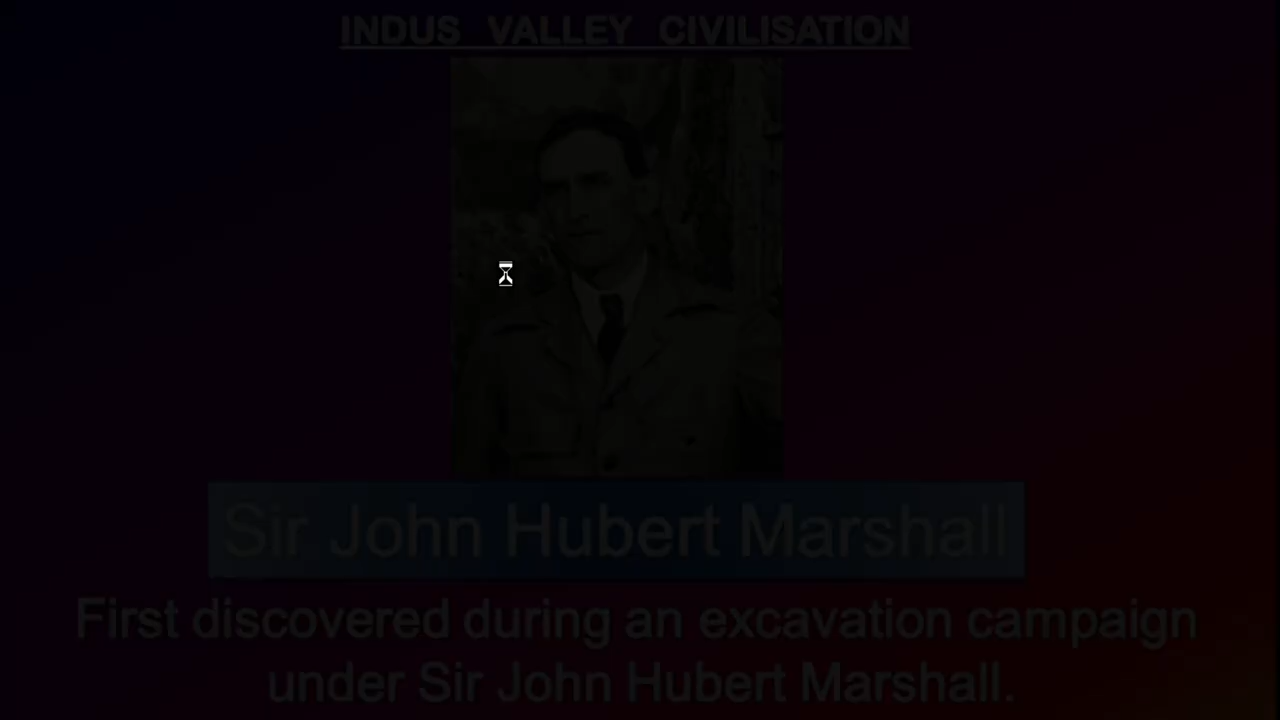 INDUS VALLEY CIVILISATION
Sir John Hubert Marshall
First discovered during an excavation campaign
under Sir John Hubert Marshall.